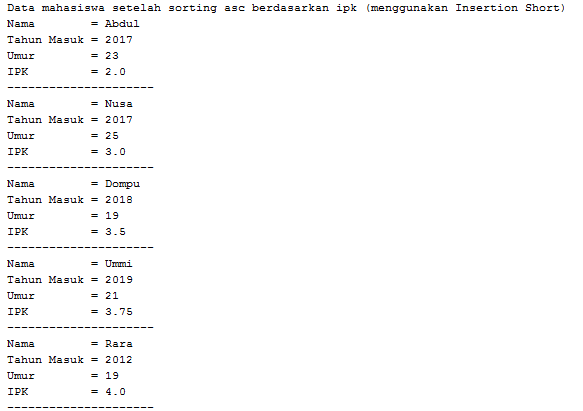 Data mahasiswa setelah sorting asc berdasarkan ipk (menggunakan Insertion Short)
Nama        = Abdul
Tahun Masuk = 2017
Umur        = 23
IPK         = 2.0
---------------------
Nama        = Nusa
Tahun Masuk = 2017
Umur        = 25
IPK         = 3.0
---------------------
Nama        = Dompu
Tahun Masuk = 2018
Umur        = 19
IPK         = 3.5
---------------------
Nama        = Ummi
Tahun Masuk = 2019
Umur        = 21
IPK         = 3.75
---------------------
Nama        = Rara
Tahun Masuk = 2012
Umur        = 19
IPK         = 4.0
---------------------